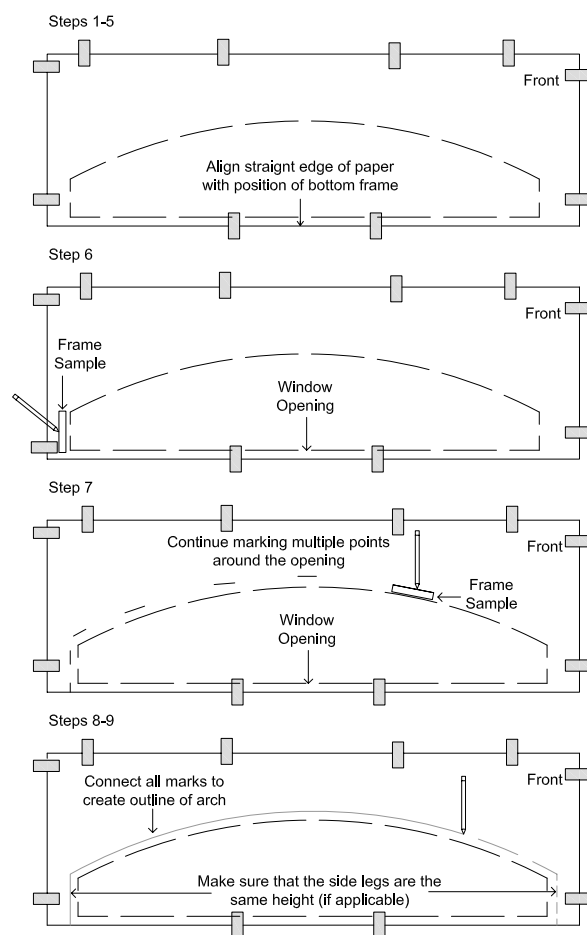 Steps 1-5
Front
Align straignt edge of paper
with position of bottom frame
Step 6
Front
Frame
Sample
Window
Opening
Step 7
Continue marking multiple points
around the opening
Front
Frame
Sample
Window
Opening
Steps 8-9
Connect all marks to
create outline of arch
Front
Make sure that the side legs are the
same height (if applicable)